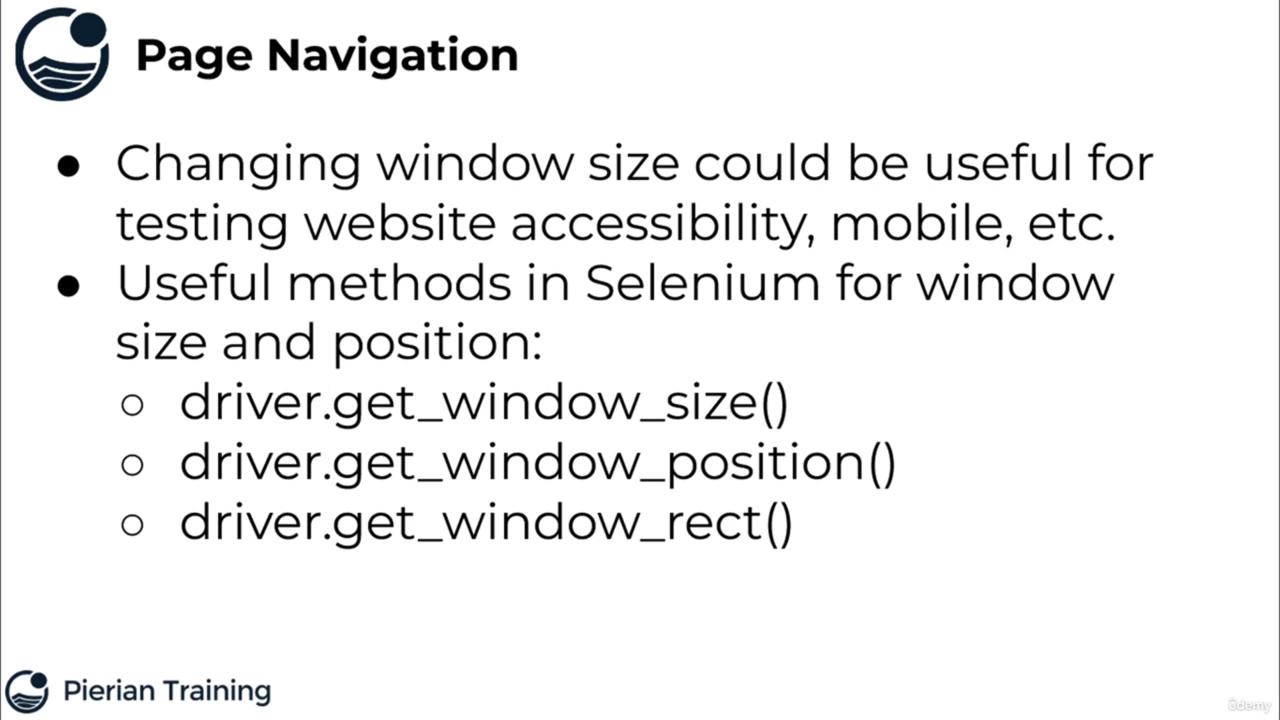 Page Navigation
● Changing window size could be useful for
testing website accessibility, mobile, etc.
● Useful methods in Selenium for window
size and position:
○ driver.get_window_size()
○ driver.get_window_position()
○ driver.get_window_rect()
Pierian Training
ûdemy